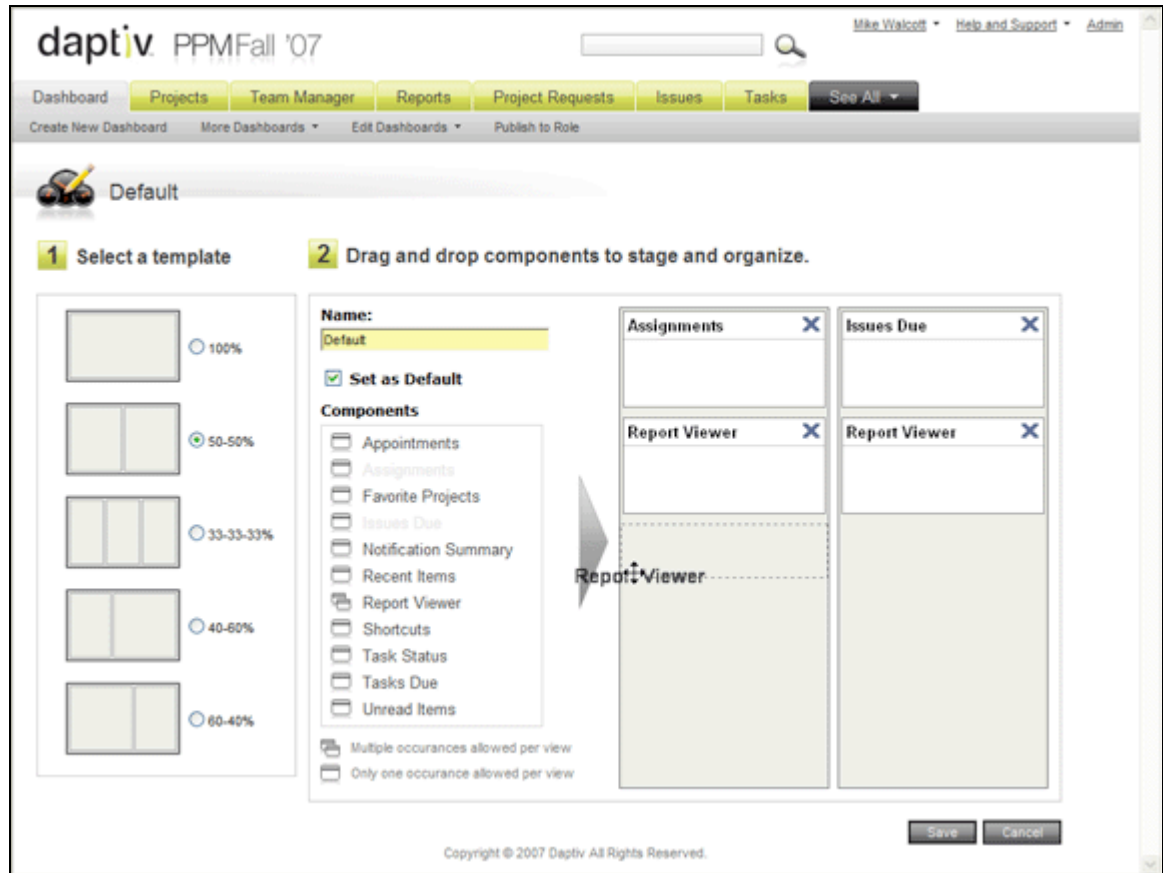 Mike Walcott Help and Support Admin
daptiv PPM Fall '07
Dashboard Projects Team Manager Reports Project Requests Issues Tasks See All
Create New Dashboard More Dashboards Edit Dashboards Publish to Role
Default
1 Select a template
2 Drag and drop components to stage and organize.
100%
50-50%
33-33-33%
40-60%
60-40%
Name:
Default
Set as Default
Components
Appointments
Assignments
Favorite Projects
Issues Due
Notification Summary
Recent Items
Report Viewer
Shortcuts
Task Status
Tasks Due
Unread Items
Multiple occurances allowed per view
Only one occurance allowed per view
Assignments
Report Viewer
Report Viewer
Issues Due
Report Viewer
Save Cancel
Copyright © 2007 Daptiv All Rights Reserved.